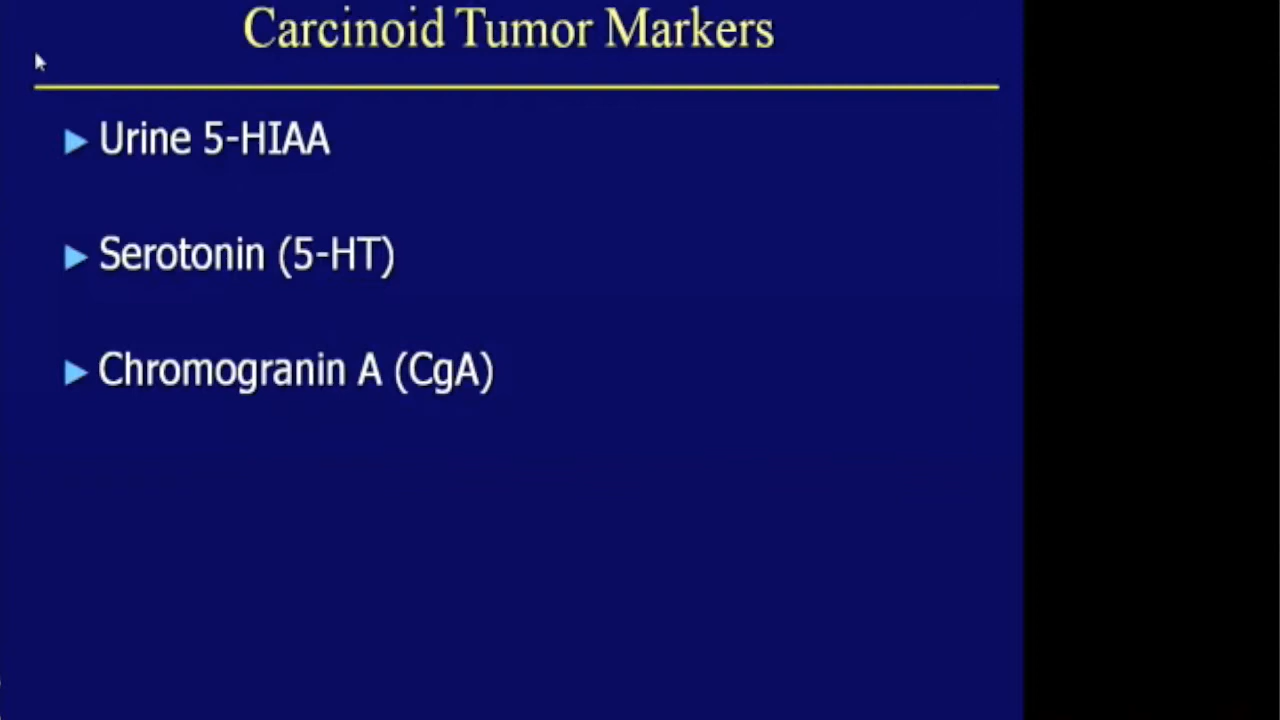 Carcinoid Tumor Markers
Urine 5-HIAA
Serotonin (5-HT)
Chromogranin A (CgA)